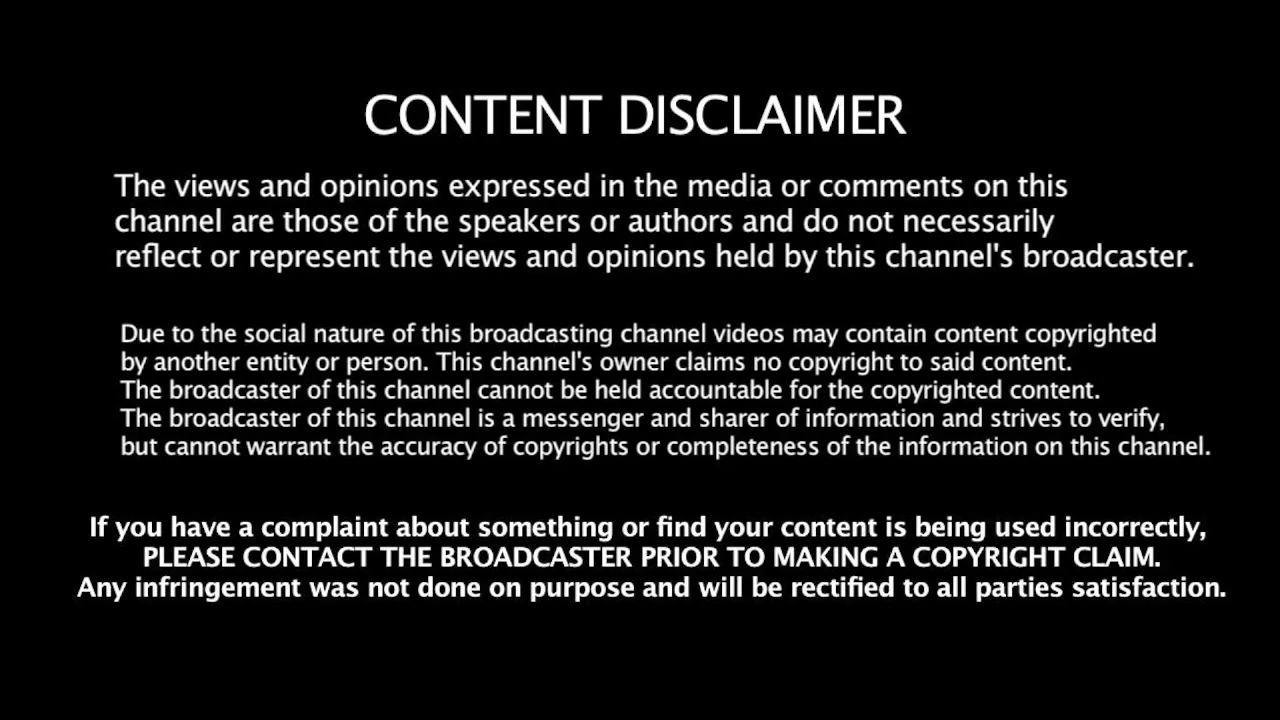 CONTENT DISCLAIMER
The views and opinions expressed in the media or comments on this
channel are those of the speakers or authors and do not necessarily
reflect or represent the views and opinions held by this channel's broadcaster.
Due to the social nature of this broadcasting channel videos may contain content copyrighted
by another entity or person. This channel's owner claims no copyright to said content.
The broadcaster of this channel cannot be held accountable for the copyrighted content.
The broadcaster of this channel is a messenger and sharer of information and strives to verify,
but cannot warrant the accuracy of copyrights or completeness of the information on this channel.
If you have a complaint about something or find your content is being used incorrectly,
PLEASE CONTACT THE BROADCASTER PRIOR TO MAKING A COPYRIGHT CLAIM.
Any infringement was not done on purpose and will be rectified to all parties satisfaction.